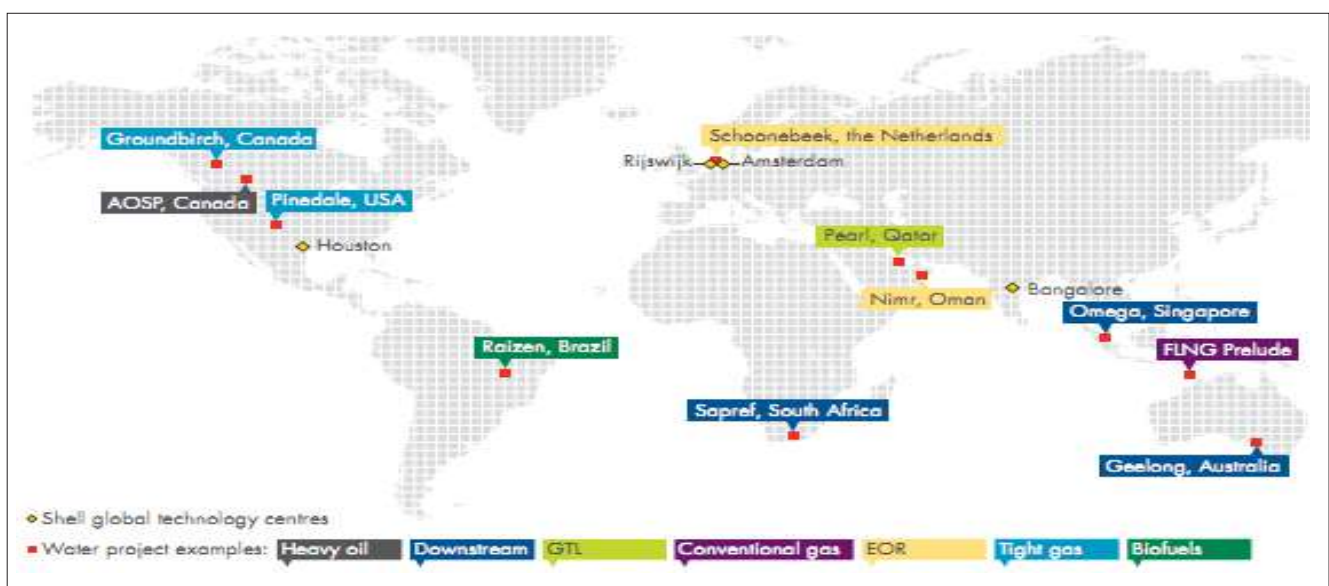 Groundbirch, Canada
Schoonebeek, the Netherlands
Rijswijk
Amsterdam
AOSP, Canada
Pinedale, USA
Houston
Pearl, Qatar
Nimr, Oman
Bangalore
Omega, Singapore
Raizen, Brazil
FLNG Prelude
Sapref, South Africa
Geelong, Australia
Shell global technology centres
Water project examples: Heavy oil Downstream GTL Conventional gas EOR Tight gas Biofuels